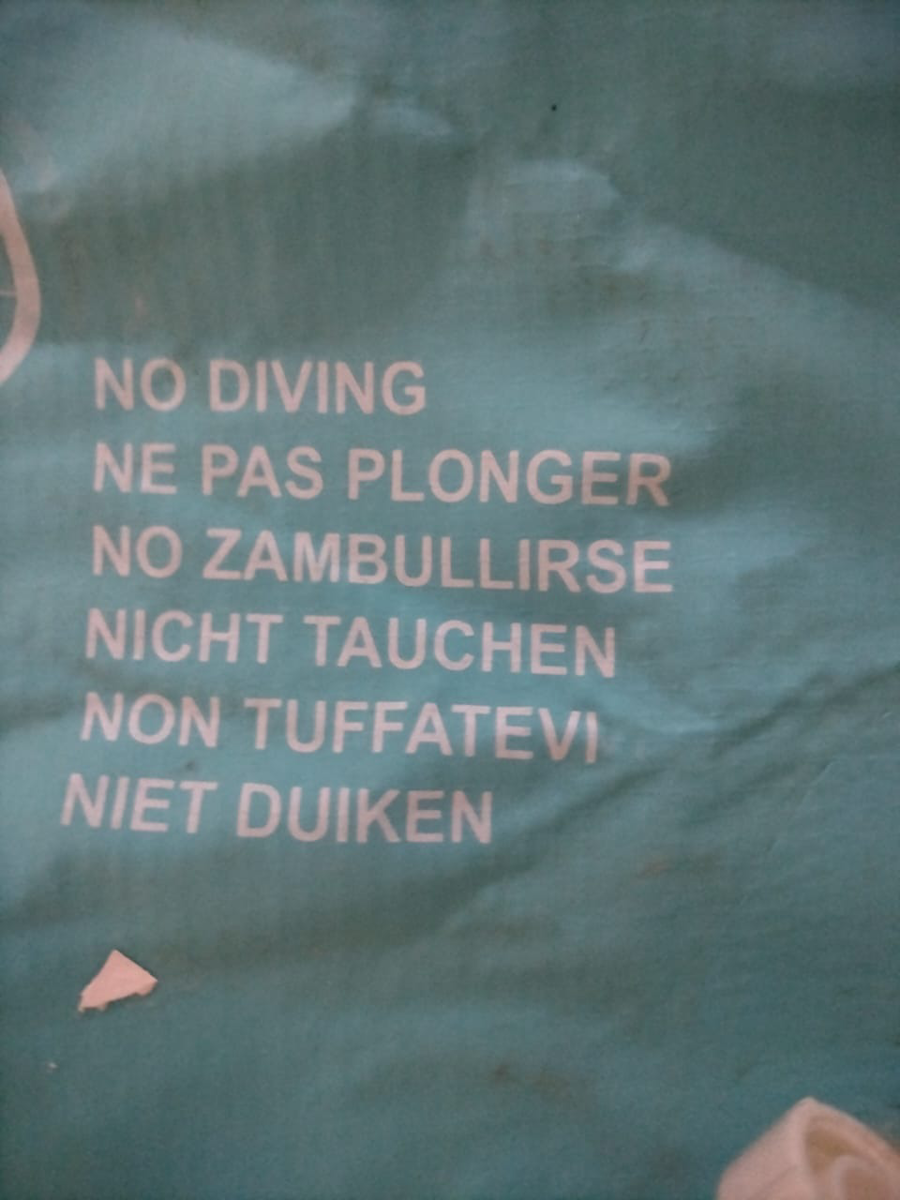 NO DIVING
NE PAS PLONGER
NO ZAMBULLIRSE
NICHT TAUCHEN
NON TUFFATEVI
NIET DUIKEN